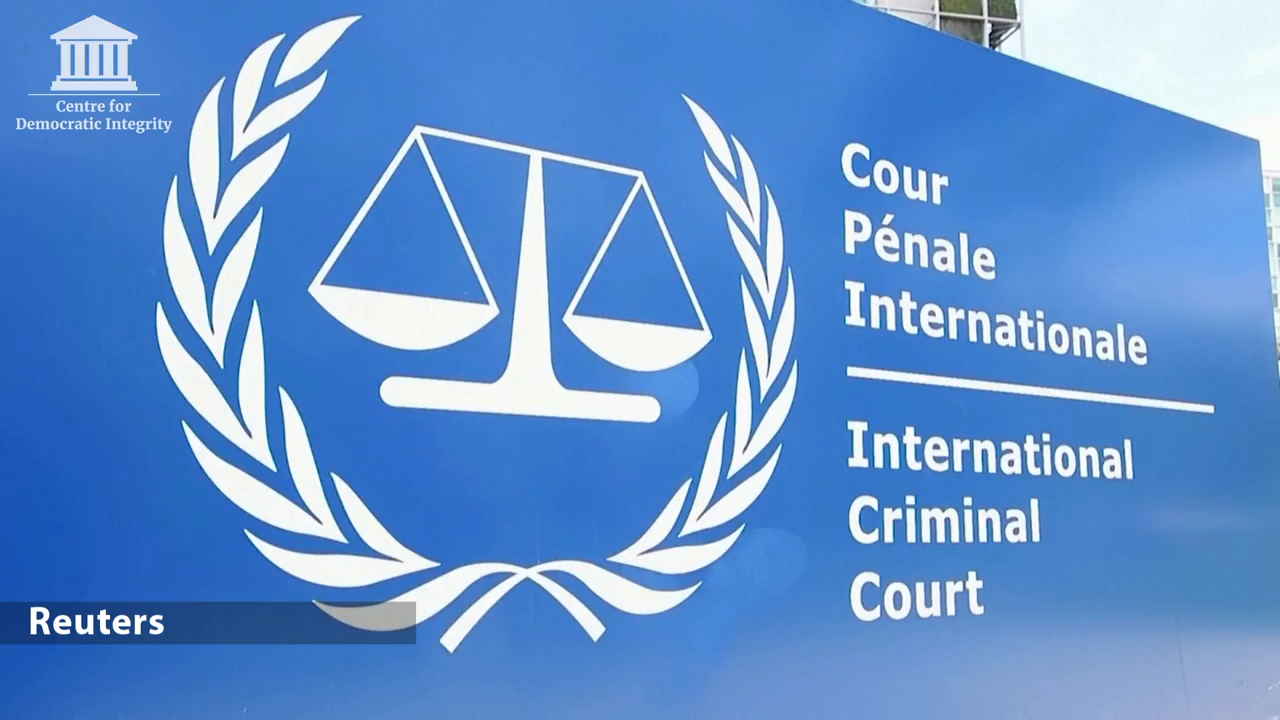 Centre for
Democratic Integrity
Cour
Pénale
Internationale
International
Criminal
Court
Reuters